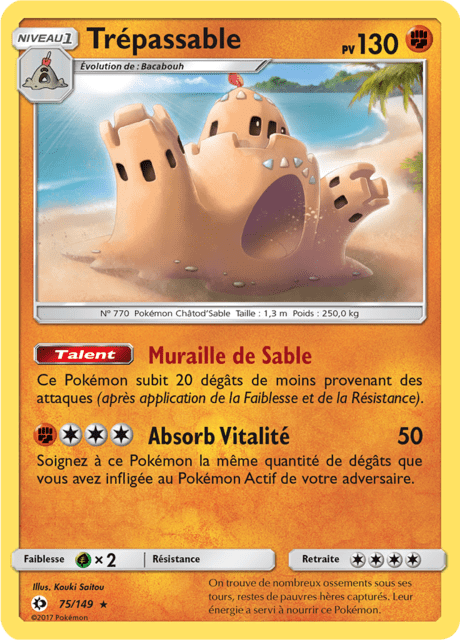 NIVEAU 1
Trépassable
PV 130
Évolution de : Bacabouh
N° 770 Pokémon Châtod'Sable Taille : 1,3 m Poids : 250,0 kg
Talent Muraille de Sable
Ce Pokémon subit 20 dégâts de moins provenant des
attaques (après application de la Faiblesse et de la Résistance).
Absorb Vitalité 50
Soignez à ce Pokémon la même quantité de dégâts que
vous avez infligée au Pokémon Actif de votre adversaire.
Faiblesse × 2 Résistance Retraite
Illus. Kouki Saitou
75/149 ★
©2017 Pokémon
On trouve de nombreux ossements sous ses
tours, restes de pauvres hères capturés. Leur
énergie a servi à nourrir ce Pokémon.